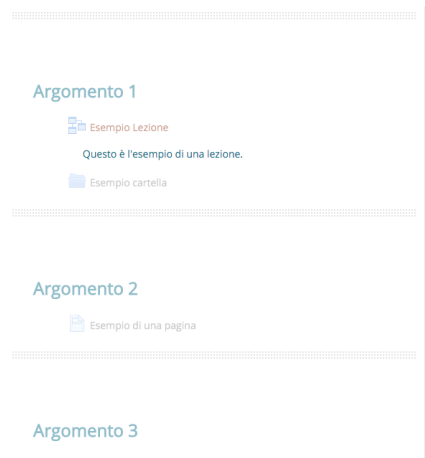 Argomento 1
Esempio Lezione
Questo è l'esempio di una lezione.
Esempio cartella
Argomento 2
Esempio di una pagina
Argomento 3